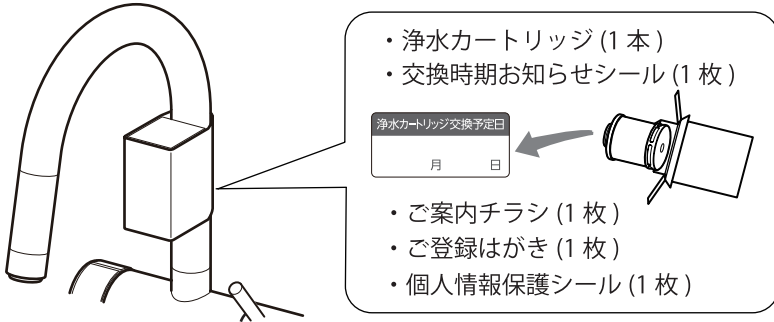 ・浄水カートリッジ(1本)
・交換時期お知らせシール(1枚)
浄水カートリッジ交換予定日
月 日
・ご案内チラシ(1枚)
・ご登録はがき(1枚)
・個人情報保護シール(1枚)